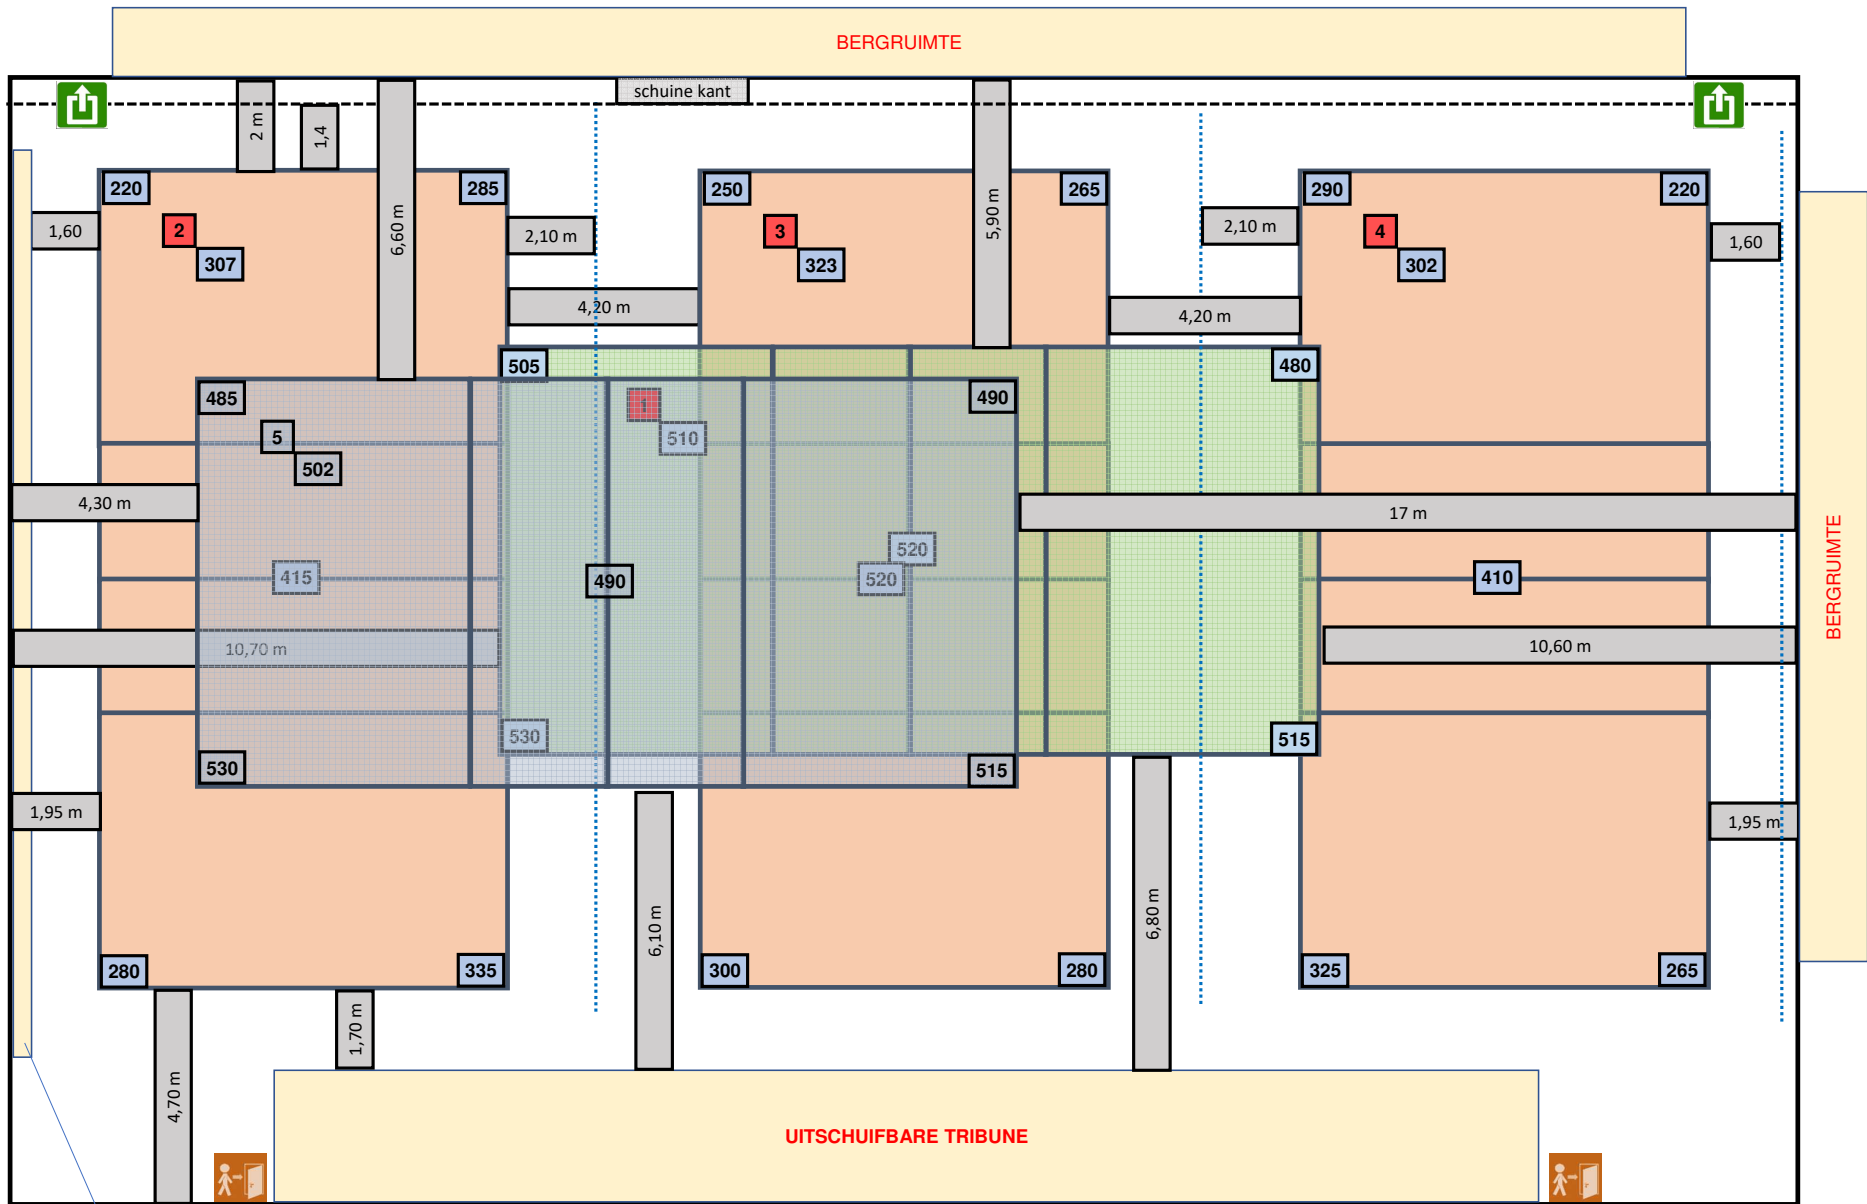 BERGRUIMTE
schuine kant
2 m
1,4
6,60 m
5,90 m
220
285
250
265
290
220
1,60
2
307
2,10 m
3
323
2,10 m
4
302
1,60
4,20 m
4,20 m
505
480
485
490
1
510
5
502
4,30 m
17 m
520
415
490
520
410
BERGRUIMTE
10,70 m
10,60 m
530
515
530
515
1,95 m
1,95 m
6,10 m
6,80 m
280
335
300
280
325
265
1,70 m
4,70 m
UITSCHUIFBARE TRIBUNE